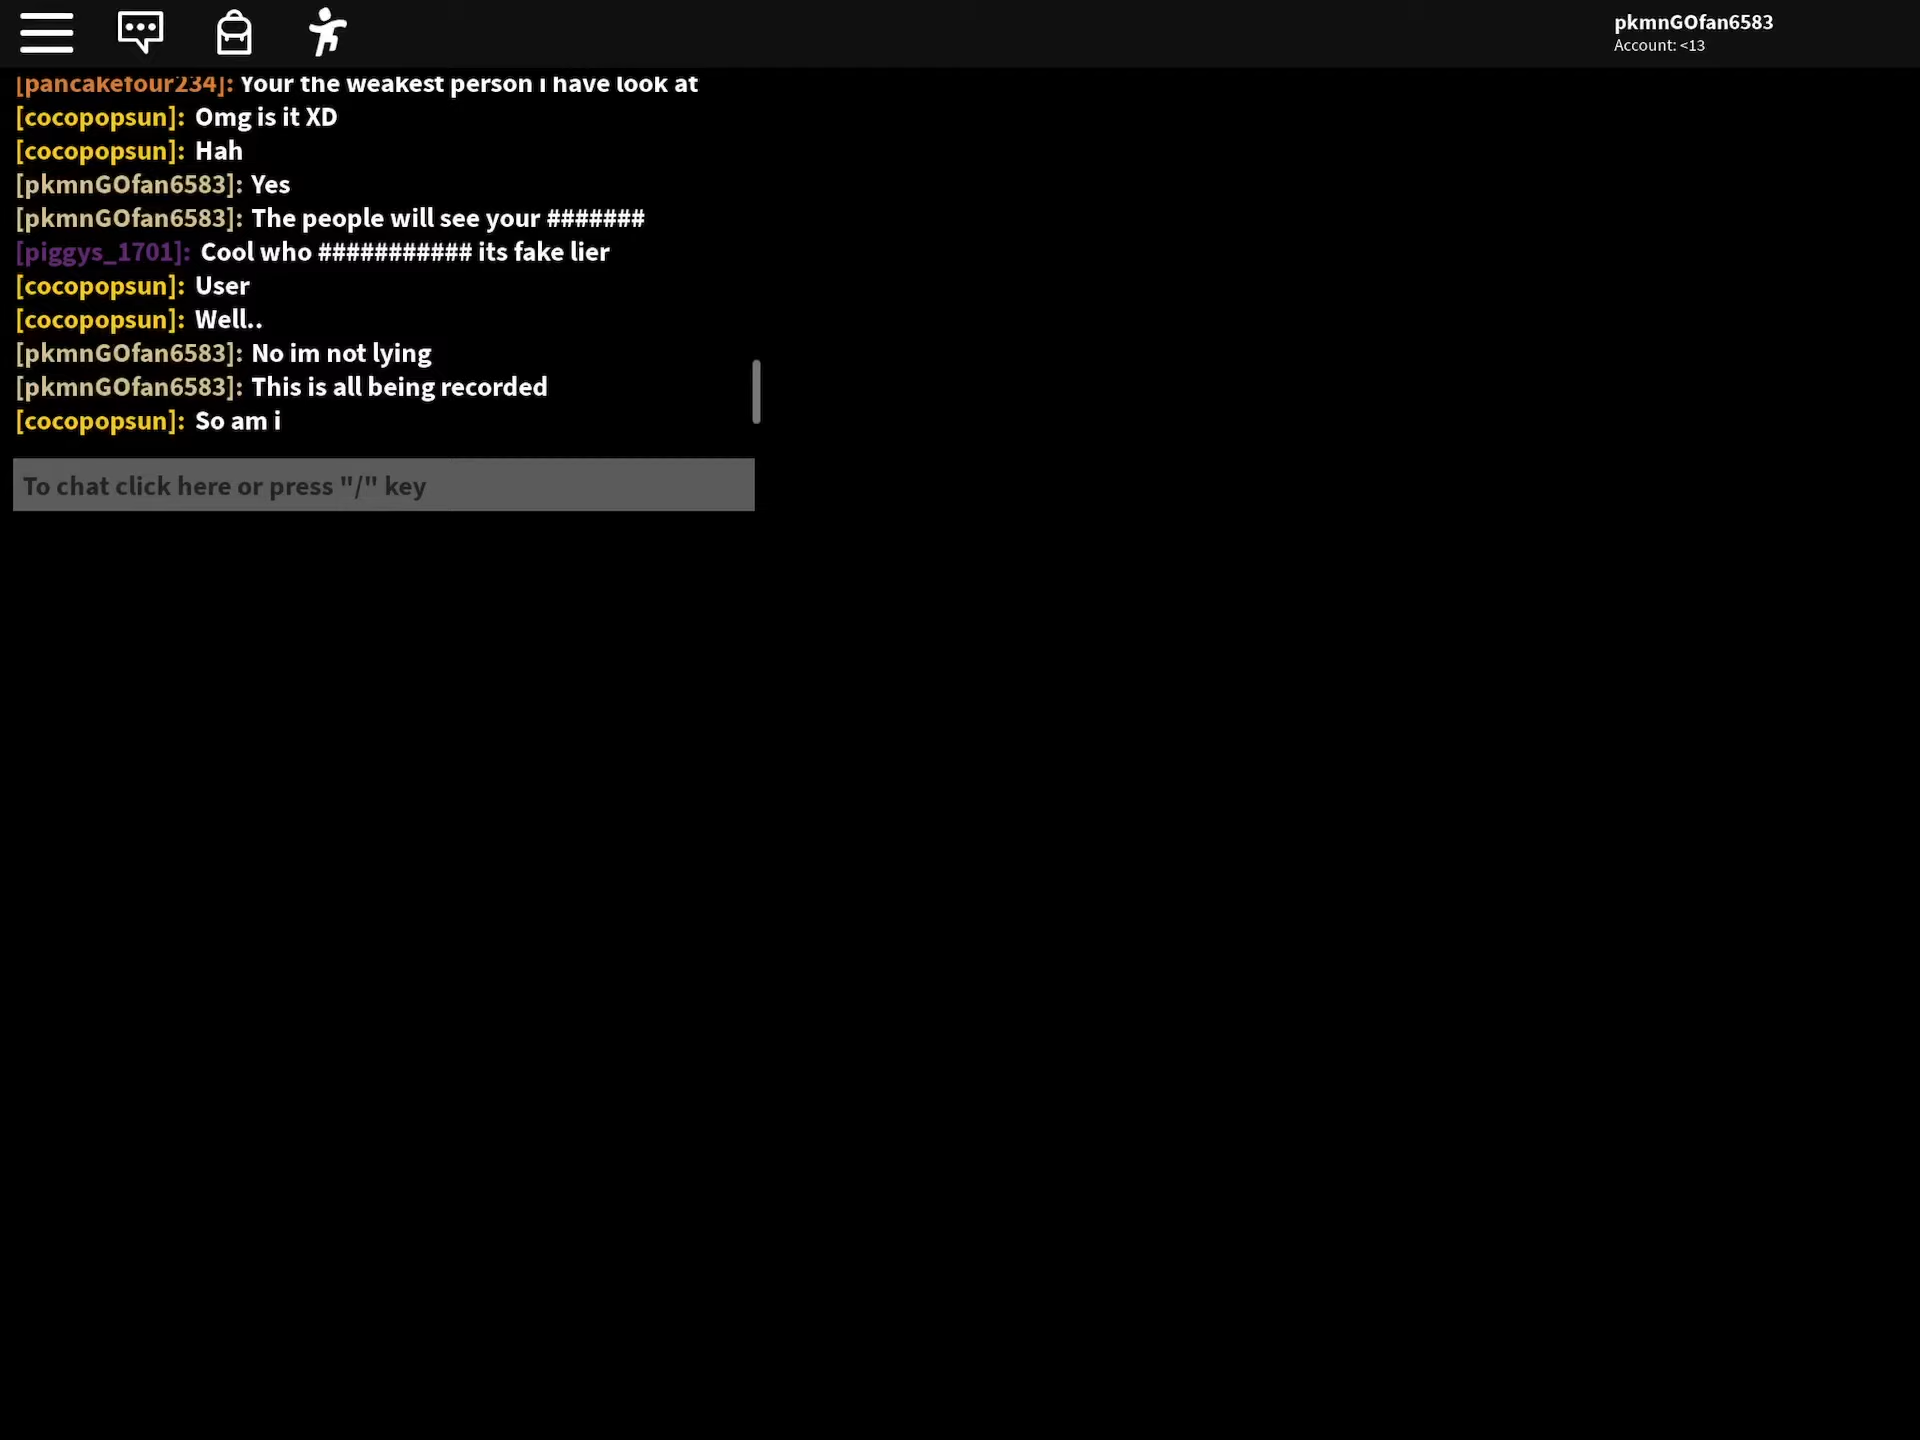 pkmnGOfan6583
Account: <13
[pancakefour234]: Your the weakest person i have look at
[cocopopsun]: Omg is it XD
[cocopopsun]: Hah
[pkmnGOfan6583]: Yes
[pkmnGOfan6583]: The people will see your #######
[piggys_1701]: Cool who ########### its fake lier
[cocopopsun]: User
[cocopopsun]: Well..
[pkmnGOfan6583]: No im not lying
[pkmnGOfan6583]: This is all being recorded
[cocopopsun]: So am i
To chat click here or press "/" key